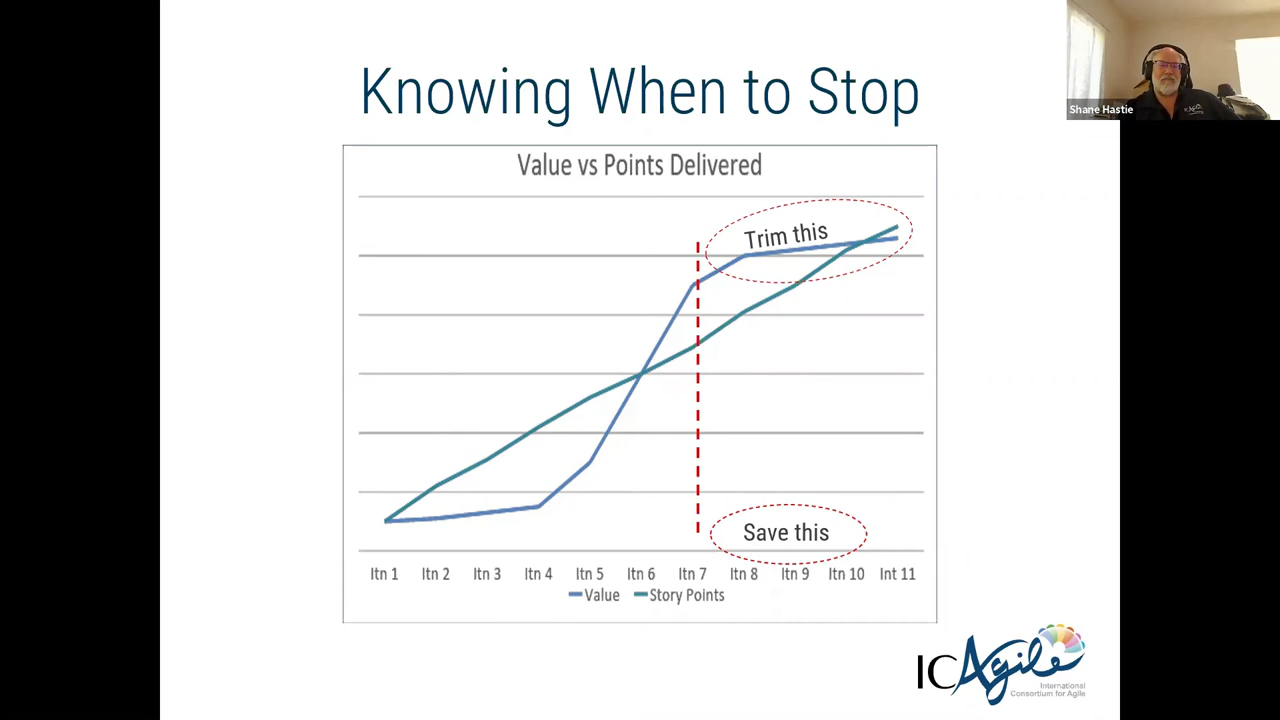 Knowing When to Stop
Shane Hastie
Value vs Points Delivered
Trim this
Save this
Itn 1 Itn 2 Itn 3 Itn 4 Itn 5 Itn 6 Itn 7 Itn 8 Itn 9 Itn 10 Int 11
Value Story Points
ICAgile
International
Consortium for Agile